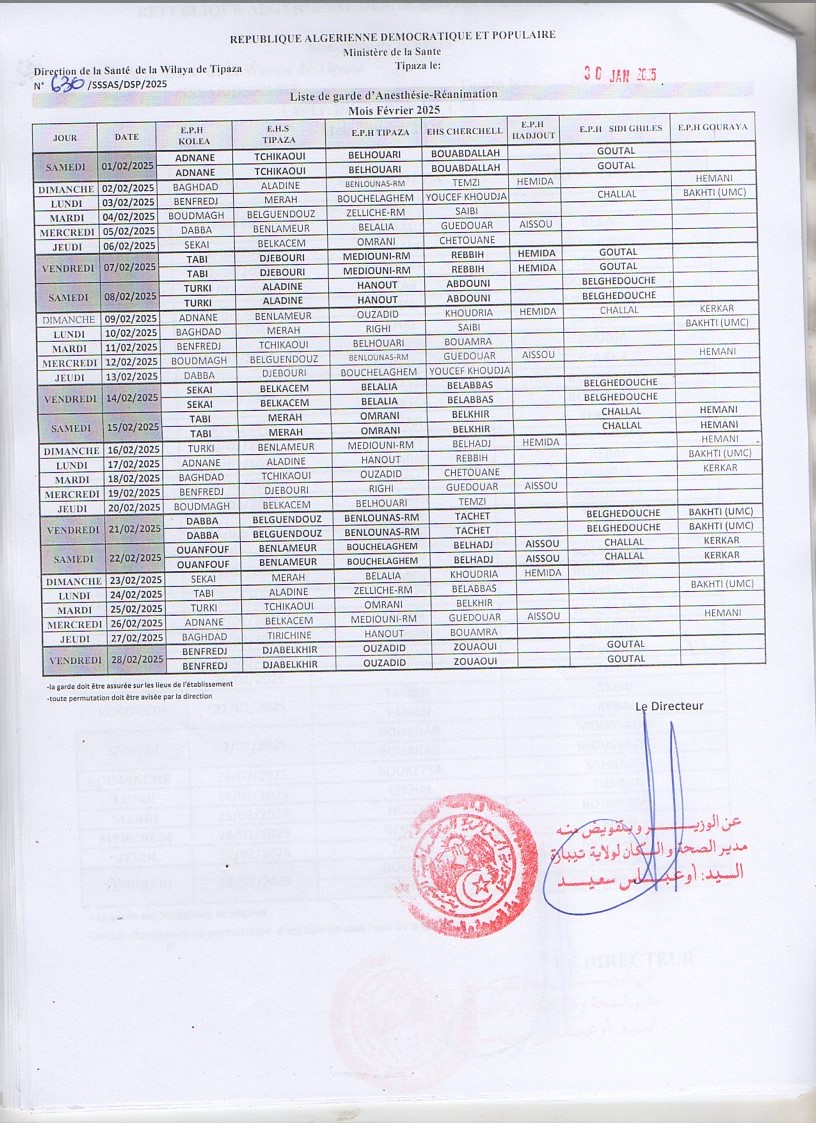 REPUBLIQUE ALGERIENNE DEMOCRATIQUE ET POPULAIRE
Ministère de la Sante
Direction de la Santé de la Wilaya de Tipaza Tipaza le: 30 JAN 2025
N° 630 /SSSAS/DSP/2025
Liste de garde d'Anesthésie-Réanimation
Mois Février 2025
JOUR DATE E.P.H KOLEA E.H.S TIPAZA E.P.H TIPAZA EHS CHERCHELL E.P.H HADJOUT E.P.H SIDI GHILES E.P.H GOURAYA
SAMEDI 01/02/2025 ADNANE TCHIKAOUI BELHOUARI BOUABDALLAH GOUTAL
ADNANE TCHIKAOUI BELHOUARI BOUABDALLAH GOUTAL
DIMANCHE 02/02/2025 BAGHDAD ALADINE BENLOUNAS-RM TEMZI HEMIDA HEMANI
LUNDI 03/02/2025 BENFREDJ MERAH BOUCHELAGHEM YOUCEF KHOUDJA CHALLAL BAKHTI (UMC)
MARDI 04/02/2025 BOUDMAGH BELGUENDOUZ ZELLICHE-RM SAIBI
MERCREDI 05/02/2025 DABBA BENLAMEUR BELALIA GUEDOUAR AISSOU
JEUDI 06/02/2025 SEKAI BELKACEM OMRANI CHETOUANE
VENDREDI 07/02/2025 TABI DJEBOURI MEDIOUNI-RM REBBIH HEMIDA GOUTAL
TABI DJEBOURI MEDIOUNI-RM REBBIH HEMIDA GOUTAL
SAMEDI 08/02/2025 TURKI ALADINE HANOUT ABDOUNI BELGHEDOUCHE
TURKI ALADINE HANOUT ABDOUNI BELGHEDOUCHE
DIMANCHE 09/02/2025 ADNANE BENLAMEUR OUZADID KHOUDRIA HEMIDA CHALLAL KERKAR
LUNDI 10/02/2025 BAGHDAD MERAH RIGHI SAIBI BAKHTI (UMC)
MARDI 11/02/2025 BENFREDJ TCHIKAOUI BELHOUARI BOUAMRA
MERCREDI 12/02/2025 BOUDMAGH BELGUENDOUZ BENLOUNAS-RM GUEDOUAR AISSOU HEMANI
JEUDI 13/02/2025 DABBA DJEBOURI BOUCHELAGHEM YOUCEF KHOUDJA
VENDREDI 14/02/2025 SEKAI BELKACEM BELALIA BELABBAS BELGHEDOUCHE
SEKAI BELKACEM BELALIA BELABBAS BELGHEDOUCHE
SAMEDI 15/02/2025 TABI MERAH OMRANI BELKHIR CHALLAL HEMANI
TABI MERAH OMRANI BELKHIR CHALLAL HEMANI
DIMANCHE 16/02/2025 TURKI BENLAMEUR MEDIOUNI-RM BELHADJ HEMIDA HEMANI
LUNDI 17/02/2025 ADNANE ALADINE HANOUT REBBIH BAKHTI (UMC)
MARDI 18/02/2025 BAGHDAD TCHIKAOUI OUZADID CHETOUANE KERKAR
MERCREDI 19/02/2025 BENFREDJ DJEBOURI RIGHI GUEDOUAR AISSOU
JEUDI 20/02/2025 BOUDMAGH BELKACEM BELHOUARI TEMZI
VENDREDI 21/02/2025 DABBA BELGUENDOUZ BENLOUNAS-RM TACHET BELGHEDOUCHE BAKHTI (UMC)
DABBA BELGUENDOUZ BENLOUNAS-RM TACHET BELGHEDOUCHE BAKHTI (UMC)
SAMEDI 22/02/2025 OUANFOUF BENLAMEUR BOUCHELAGHEM BELHADJ AISSOU CHALLAL KERKAR
OUANFOUF BENLAMEUR BOUCHELAGHEM BELHADJ AISSOU CHALLAL KERKAR
DIMANCHE 23/02/2025 SEKAI MERAH BELALIA KHOUDRIA HEMIDA
LUNDI 24/02/2025 TABI ALADINE ZELLICHE-RM BELABBAS BAKHTI (UMC)
MARDI 25/02/2025 TURKI TCHIKAOUI OMRANI BELKHIR
MERCREDI 26/02/2025 ADNANE BELKACEM MEDIOUNI-RM GUEDOUAR AISSOU HEMANI
JEUDI 27/02/2025 BAGHDAD TIRICHINE HANOUT BOUAMRA
VENDREDI 28/02/2025 BENFREDJ DJABELKHIR OUZADID ZOUAOUI GOUTAL
BENFREDJ DJABELKHIR OUZADID ZOUAOUI GOUTAL
-la garde doit être assurée sur les lieux de l'établissement
-toute permutation doit être avisée par la direction
Le Directeur
عن الوزيـــر و بتفويض منه
مدير الصحة و السكان لولاية تيبازة
السيد: أوعباس سعيد